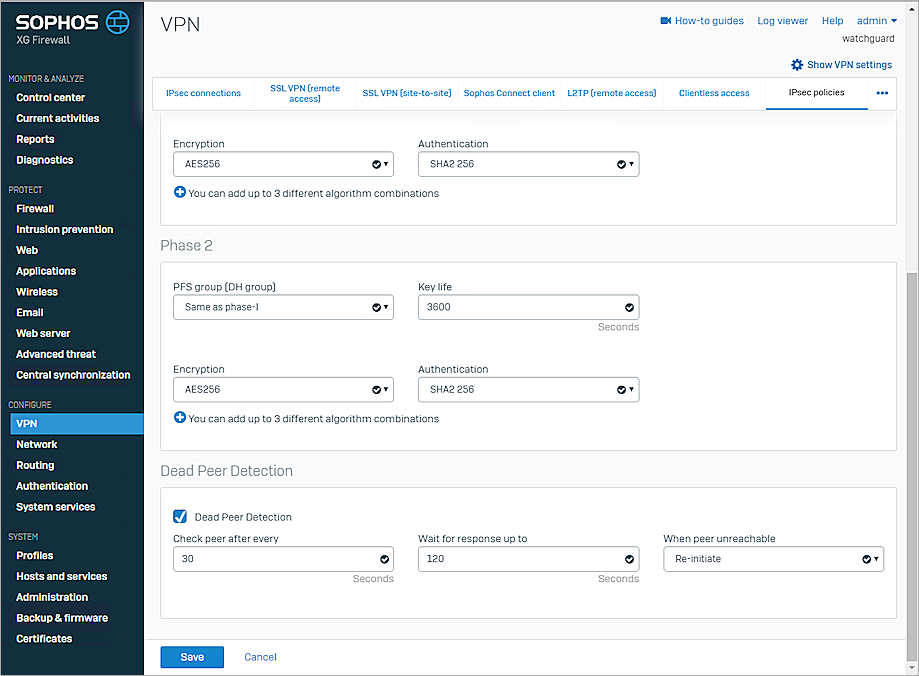 SOPHOS
XG Firewall
MONITOR & ANALYZE
Control center
Current activities
Reports
Diagnostics
PROTECT
Firewall
Intrusion prevention
Web
Applications
Wireless
Email
Web server
Advanced threat
Central synchronization
CONFIGURE
VPN
Network
Routing
Authentication
System services
SYSTEM
Profiles
Hosts and services
Administration
Backup & firmware
Certificates
VPN
How-to guides Log viewer Help admin
watchguard
Show VPN settings
IPsec connections SSL VPN (remote access) SSL VPN (site-to-site) Sophos Connect client L2TP (remote access) Clientless access IPsec policies
Encryption Authentication
AES256 SHA2 256
You can add up to 3 different algorithm combinations
Phase 2
PFS group (DH group) Key life
Same as phase-I 3600
Seconds
Encryption Authentication
AES256 SHA2 256
You can add up to 3 different algorithm combinations
Dead Peer Detection
Dead Peer Detection
Check peer after every Wait for response up to When peer unreachable
30 120 Re-initiate
Seconds Seconds
Save Cancel